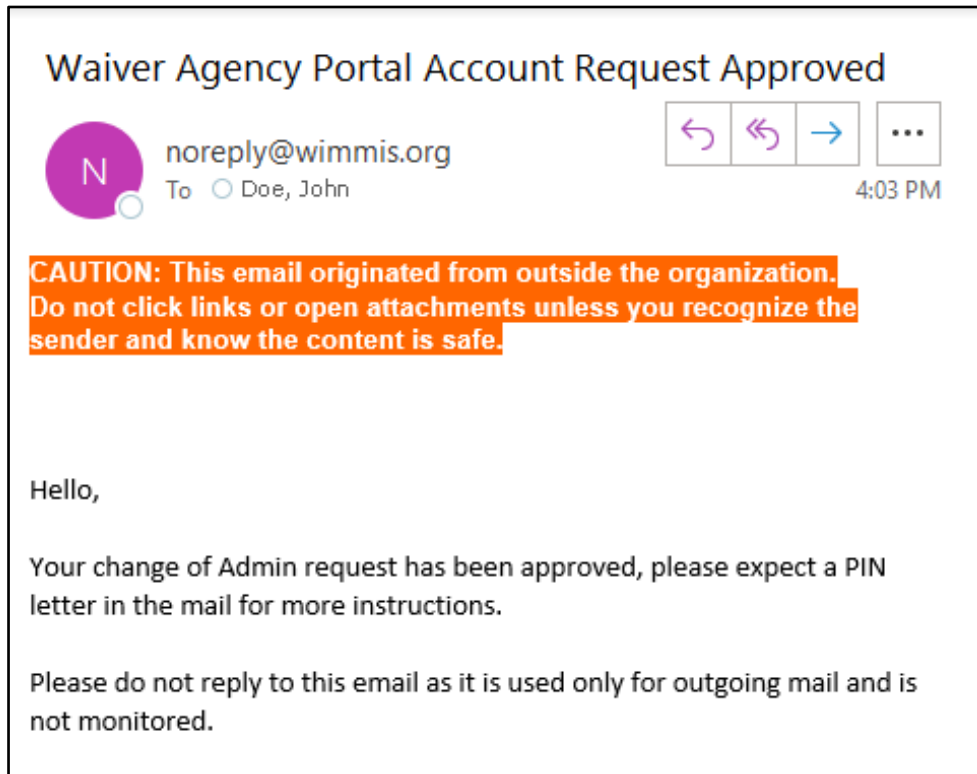 Waiver Agency Portal Account Request Approved
N
noreply@wimmis.org
To Doe, John
4:03 PM
CAUTION: This email originated from outside the organization.
Do not click links or open attachments unless you recognize the
sender and know the content is safe.
Hello,
Your change of Admin request has been approved, please expect a PIN
letter in the mail for more instructions.
Please do not reply to this email as it is used only for outgoing mail and is
not monitored.